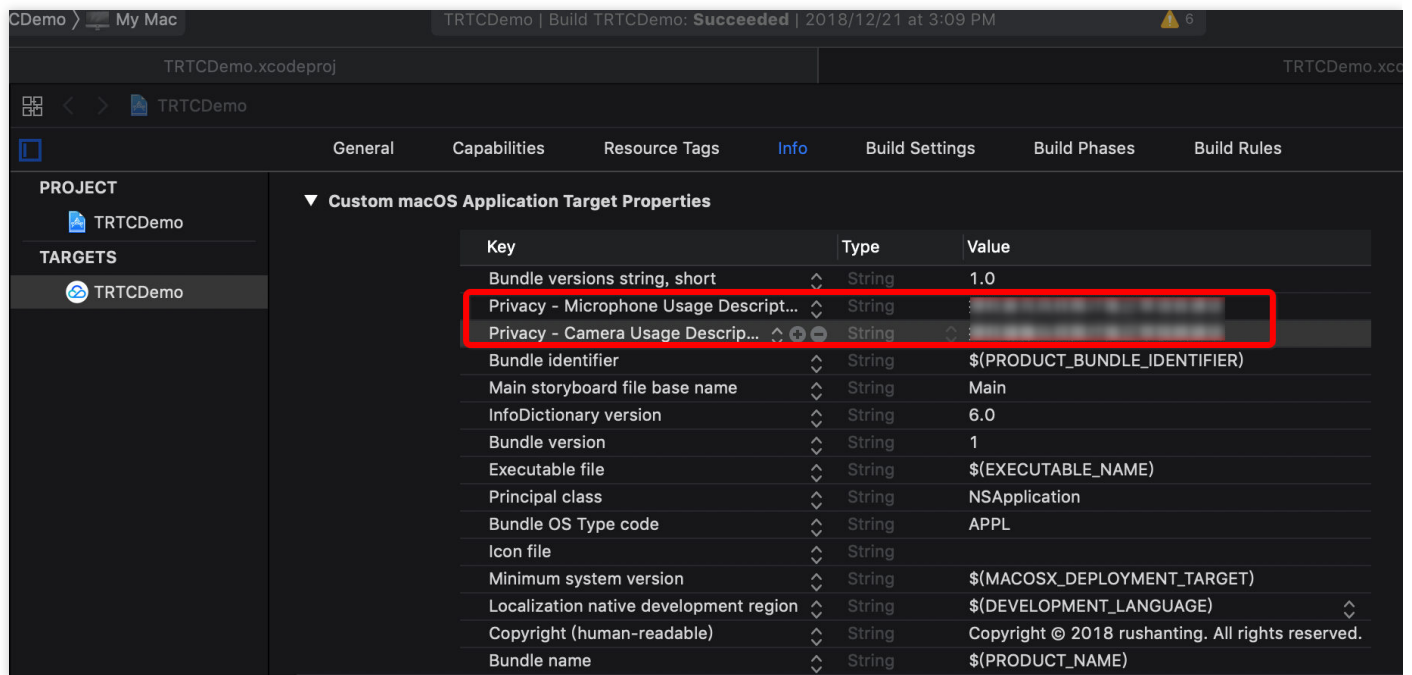 CDemo 〉 My Mac TRTCDemo | Build TRTCDemo: Succeeded | 2018/12/21 at 3:09 PM 6
TRTCDemo.xcodeproj TRTCDemo.xco
TRTCDemo
General Capabilities Resource Tags Info Build Settings Build Phases Build Rules
PROJECT
TRTCDemo
TARGETS
TRTCDemo
Custom macOS Application Target Properties
Key Type Value
Bundle versions string, short String 1.0
Privacy - Microphone Usage Descript... String
Privacy - Camera Usage Descrip... String
Bundle identifier String $(PRODUCT_BUNDLE_IDENTIFIER)
Main storyboard file base name String Main
InfoDictionary version String 6.0
Bundle version String 1
Executable file String $(EXECUTABLE_NAME)
Principal class String NSApplication
Bundle OS Type code String APPL
Icon file String
Minimum system version String $(MACOSX_DEPLOYMENT_TARGET)
Localization native development region String $(DEVELOPMENT_LANGUAGE)
Copyright (human-readable) String Copyright © 2018 rushanting. All rights reserved.
Bundle name String $(PRODUCT_NAME)